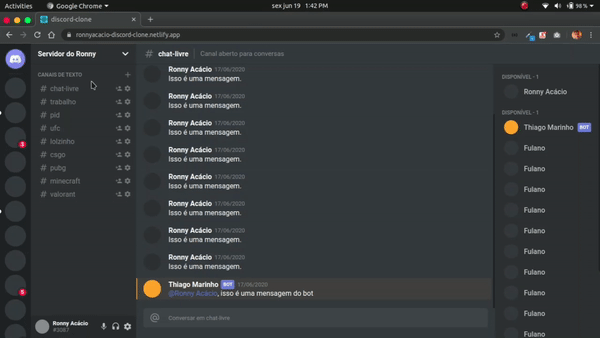 Activities Google Chrome sex jun 19 1:42 PM 98 %
discord-clone
ronnyacacio-discord-clone.netlify.app
Servidor do Ronny
# chat-livre Canal aberto para conversas
CANAIS DE TEXTO +
# chat-livre
# trabalho
# pid
# ufc
# lolzinho
# csgo
# pubg
# minecraft
# valorant
3
5
Ronny Acácio
#3087
Ronny Acácio 17/06/2020
Isso é uma mensagem.
Ronny Acácio 17/06/2020
Isso é uma mensagem.
Ronny Acácio 17/06/2020
Isso é uma mensagem.
Ronny Acácio 17/06/2020
Isso é uma mensagem.
Ronny Acácio 17/06/2020
Isso é uma mensagem.
Ronny Acácio 17/06/2020
Isso é uma mensagem.
Ronny Acácio 17/06/2020
Isso é uma mensagem.
Ronny Acácio 17/06/2020
Isso é uma mensagem.
Thiago Marinho BOT 17/06/2020
@Ronny Acácio, isso é uma mensagem do bot
@ Conversar em chat-livre
DISPONÍVEL - 1
Ronny Acácio
DISPONÍVEL - 1
Thiago Marinho BOT
Fulano
Fulano
Fulano
Fulano
Fulano
Fulano
Fulano
Fulano
Fulano
Fulano